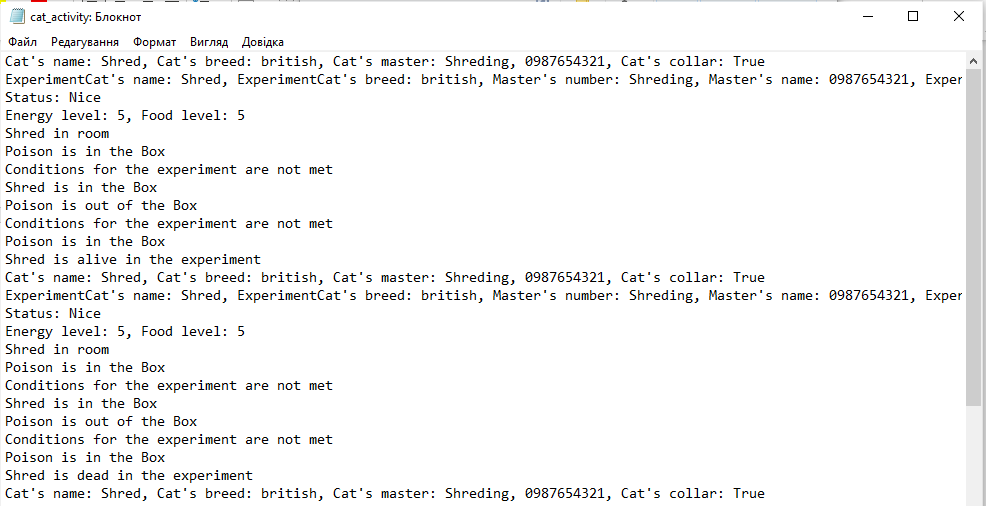 cat_activity: Блокнот
Файл Редагування Формат Вигляд Довідка
Cat's name: Shred, Cat's breed: british, Cat's master: Shreding, 0987654321, Cat's collar: True
ExperimentCat's name: Shred, ExperimentCat's breed: british, Master's number: Shreding, Master's name: 0987654321, Exper
Status: Nice
Energy level: 5, Food level: 5
Shred in room
Poison is in the Box
Conditions for the experiment are not met
Shred is in the Box
Poison is out of the Box
Conditions for the experiment are not met
Poison is in the Box
Shred is alive in the experiment
Cat's name: Shred, Cat's breed: british, Cat's master: Shreding, 0987654321, Cat's collar: True
ExperimentCat's name: Shred, ExperimentCat's breed: british, Master's number: Shreding, Master's name: 0987654321, Exper
Status: Nice
Energy level: 5, Food level: 5
Shred in room
Poison is in the Box
Conditions for the experiment are not met
Shred is in the Box
Poison is out of the Box
Conditions for the experiment are not met
Poison is in the Box
Shred is dead in the experiment
Cat's name: Shred, Cat's breed: british, Cat's master: Shreding, 0987654321, Cat's collar: True